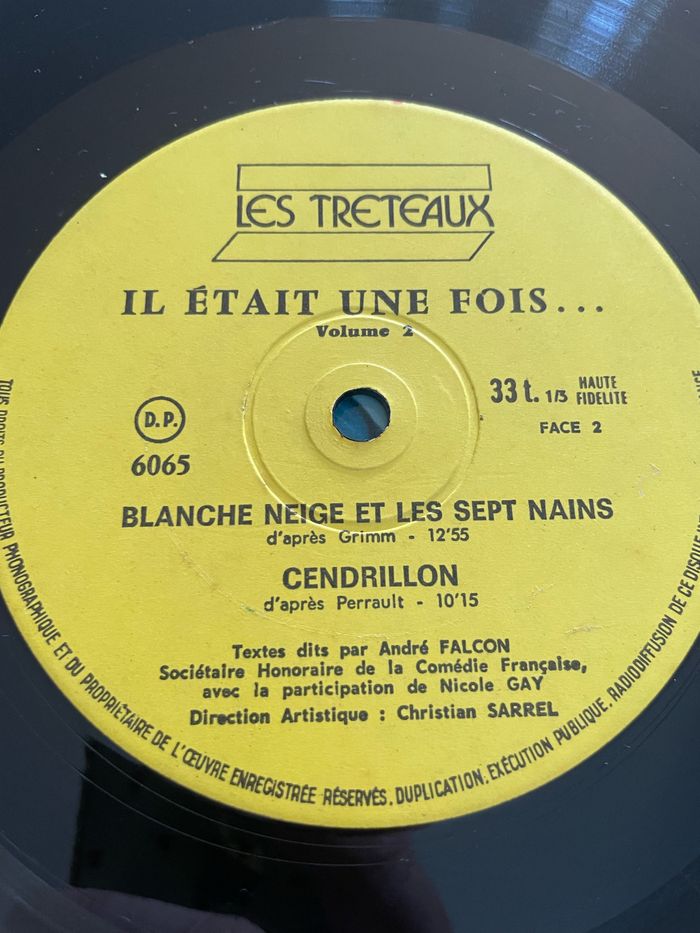 LES TRETEAUX
IL ÉTAIT UNE FOIS...
Volume 2
33 t. 1/3 HAUTE FIDELITE
FACE 2
D.P.
6065
BLANCHE NEIGE ET LES SEPT NAINS
d'après Grimm - 12'55
CENDRILLON
d'après Perrault - 10'15
Textes dits par André FALCON
Sociétaire Honoraire de la Comédie Française,
avec la participation de Nicole GAY
Direction Artistique : Christian SARREL
TOUS DROITS DU PRODUCTEUR PHONOGRAPHIQUE ET DU PROPRIÉTAIRE DE L'ŒUVRE ENREGISTRÉE RÉSERVÉS. DUPLICATION, EXÉCUTION PUBLIQUE, RADIODIFFUSION DE CE DISQUE